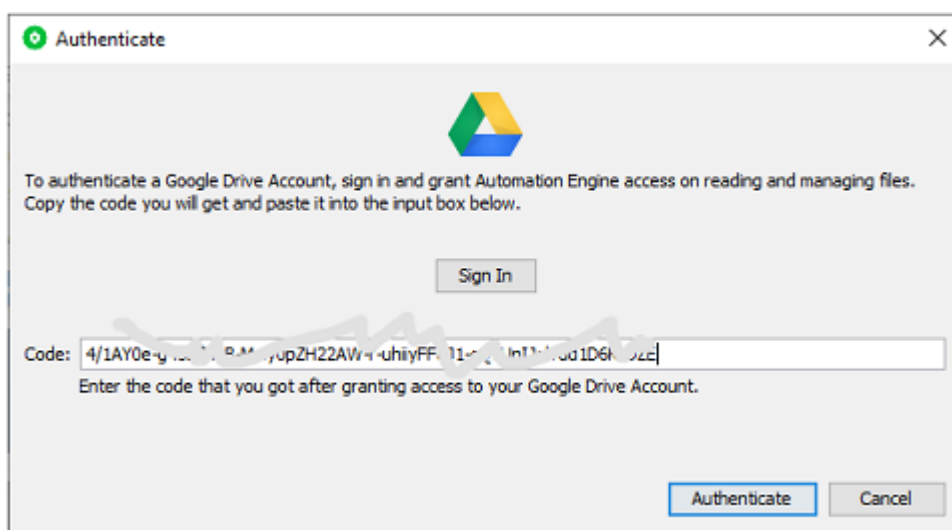 Authenticate
To authenticate a Google Drive Account, sign in and grant Automation Engine access on reading and managing files.
Copy the code you will get and paste it into the input box below.
Sign In
Code:
Enter the code that you got after granting access to your Google Drive Account.
Authenticate
Cancel